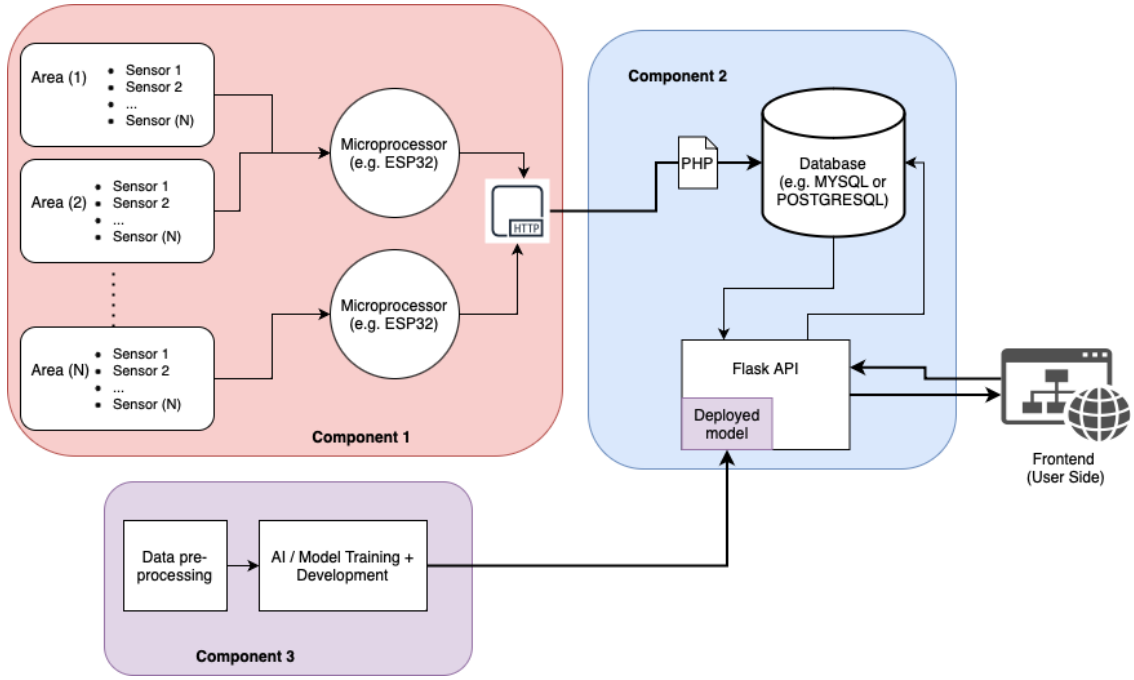 Area (1)
• Sensor 1
• Sensor 2
• ...
• Sensor (N)
Area (2)
• Sensor 1
• Sensor 2
• ...
• Sensor (N)
Area (N)
• Sensor 1
• Sensor 2
• ...
• Sensor (N)
Microprocessor
(e.g. ESP32)
Microprocessor
(e.g. ESP32)
HTTP
Component 1
Component 2
PHP
Database
(e.g. MYSQL or
POSTGRESQL)
Flask API
Deployed
model
Frontend
(User Side)
Data pre-
processing
AI / Model Training +
Development
Component 3